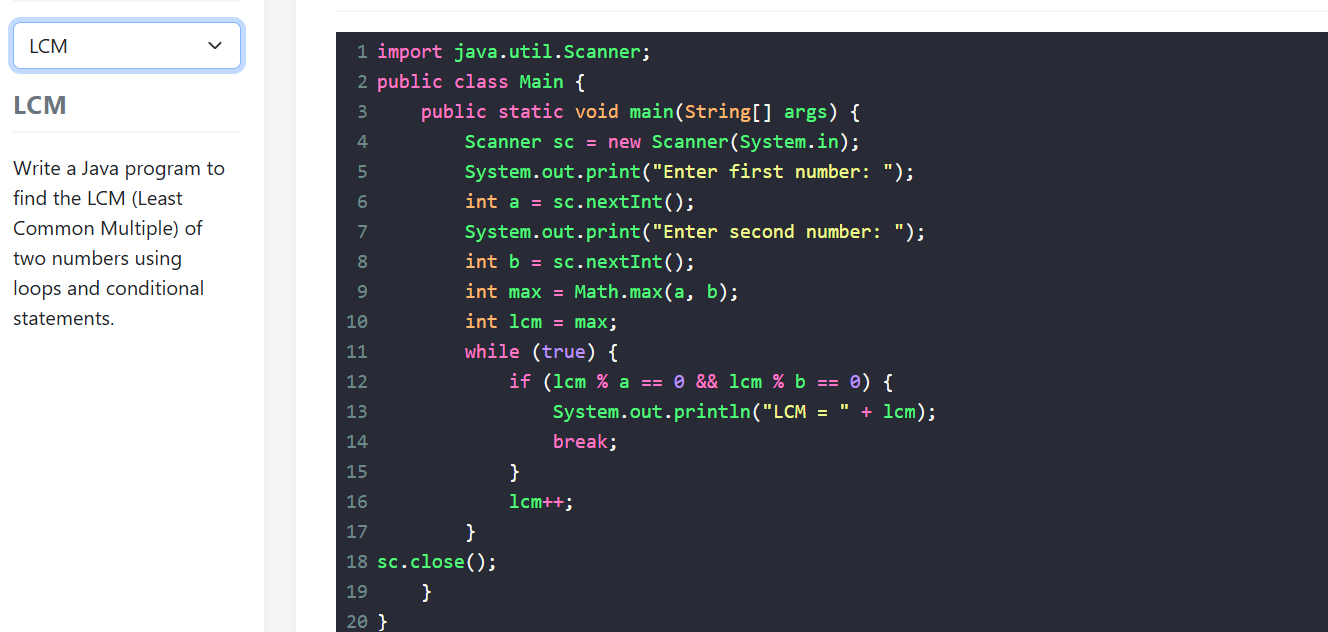 LCM
LCM
Write a Java program to
find the LCM (Least
Common Multiple) of
two numbers using
loops and conditional
statements.
1 import java.util.Scanner;
2 public class Main {
3     public static void main(String[] args) {
4         Scanner sc = new Scanner(System.in);
5         System.out.print("Enter first number: ");
6         int a = sc.nextInt();
7         System.out.print("Enter second number: ");
8         int b = sc.nextInt();
9         int max = Math.max(a, b);
10         int lcm = max;
11         while (true) {
12             if (lcm % a == 0 && lcm % b == 0) {
13                 System.out.println("LCM = " + lcm);
14                 break;
15             }
16             lcm++;
17         }
18 sc.close();
19     }
20 }